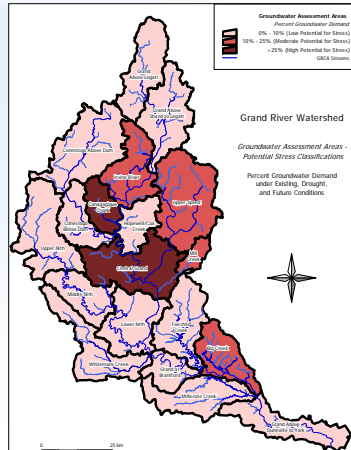 Groundwater Assessment Areas
Percent Groundwater Demand
0% - 10% (Low Potential for Stress)
10% - 25% (Moderate Potential for Stress)
>25% (High Potential for Stress)
GRCA Streams
Grand River Watershed
Groundwater Assessment Areas -
Potential Stress Classifications
Percent Groundwater Demand
under Existing, Drought,
and Future Conditions
Grand
Above Legatt
Grand
Above
Shand to Legatt
Conestogo Above Dam
Irvine River
Upper Speed
Canagagigue
Creek
Conestogo
Below Dam
Hopewell/Cox
Creek
Mill
Creek
Upper Nith
Central Grand
Middle Nith
Lower Nith
Fairchild
Creek
Big Creek
Whitemans Creek
Grand at
Brantford
McKenzie Creek
Grand Above
Dunnville to York
0 25 km